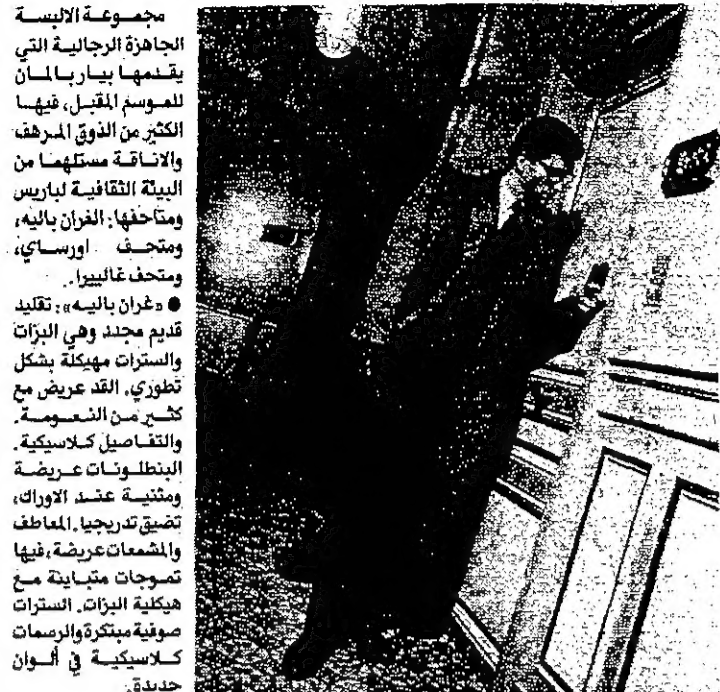 مجموعة الالبسة
الجاهزة الرجالية التي
يقدمها بيار بالمان
للموسم المقبل، فيها
الكثير من الذوق المرهف
والاناقة مستلهما من
البيئة الثقافية لباريس
ومتاحفها: الغران باليه،
ومتحف اورساي،
ومتحف غالييرا.
● «غران باليه»: تقليد
قديم مجدد وهي البزات
والسترات مهيكلة بشكل
تطوري. القد عريض مع
كثير من النعومة.
والتفاصيل كلاسيكية.
البنطلونات عريضة
ومثنية عند الاوراك،
تضيق تدريجيا. المعاطف
والمشمعات عريضة، فيها
تموجات متباينة مع
هيكلية البزات. السترات
صوفية مبتكرة والرسمات
كلاسيكية في ألوان
جديدة.